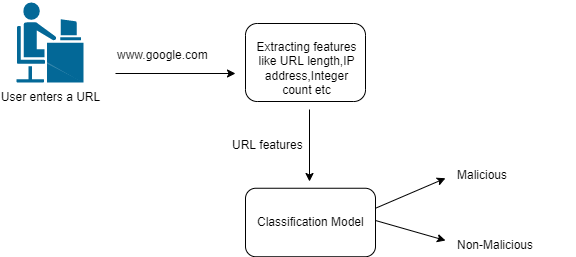 www.google.com
User enters a URL
Extracting features
like URL length,IP
address,Integer
count etc
URL features
Classification Model
Malicious
Non-Malicious